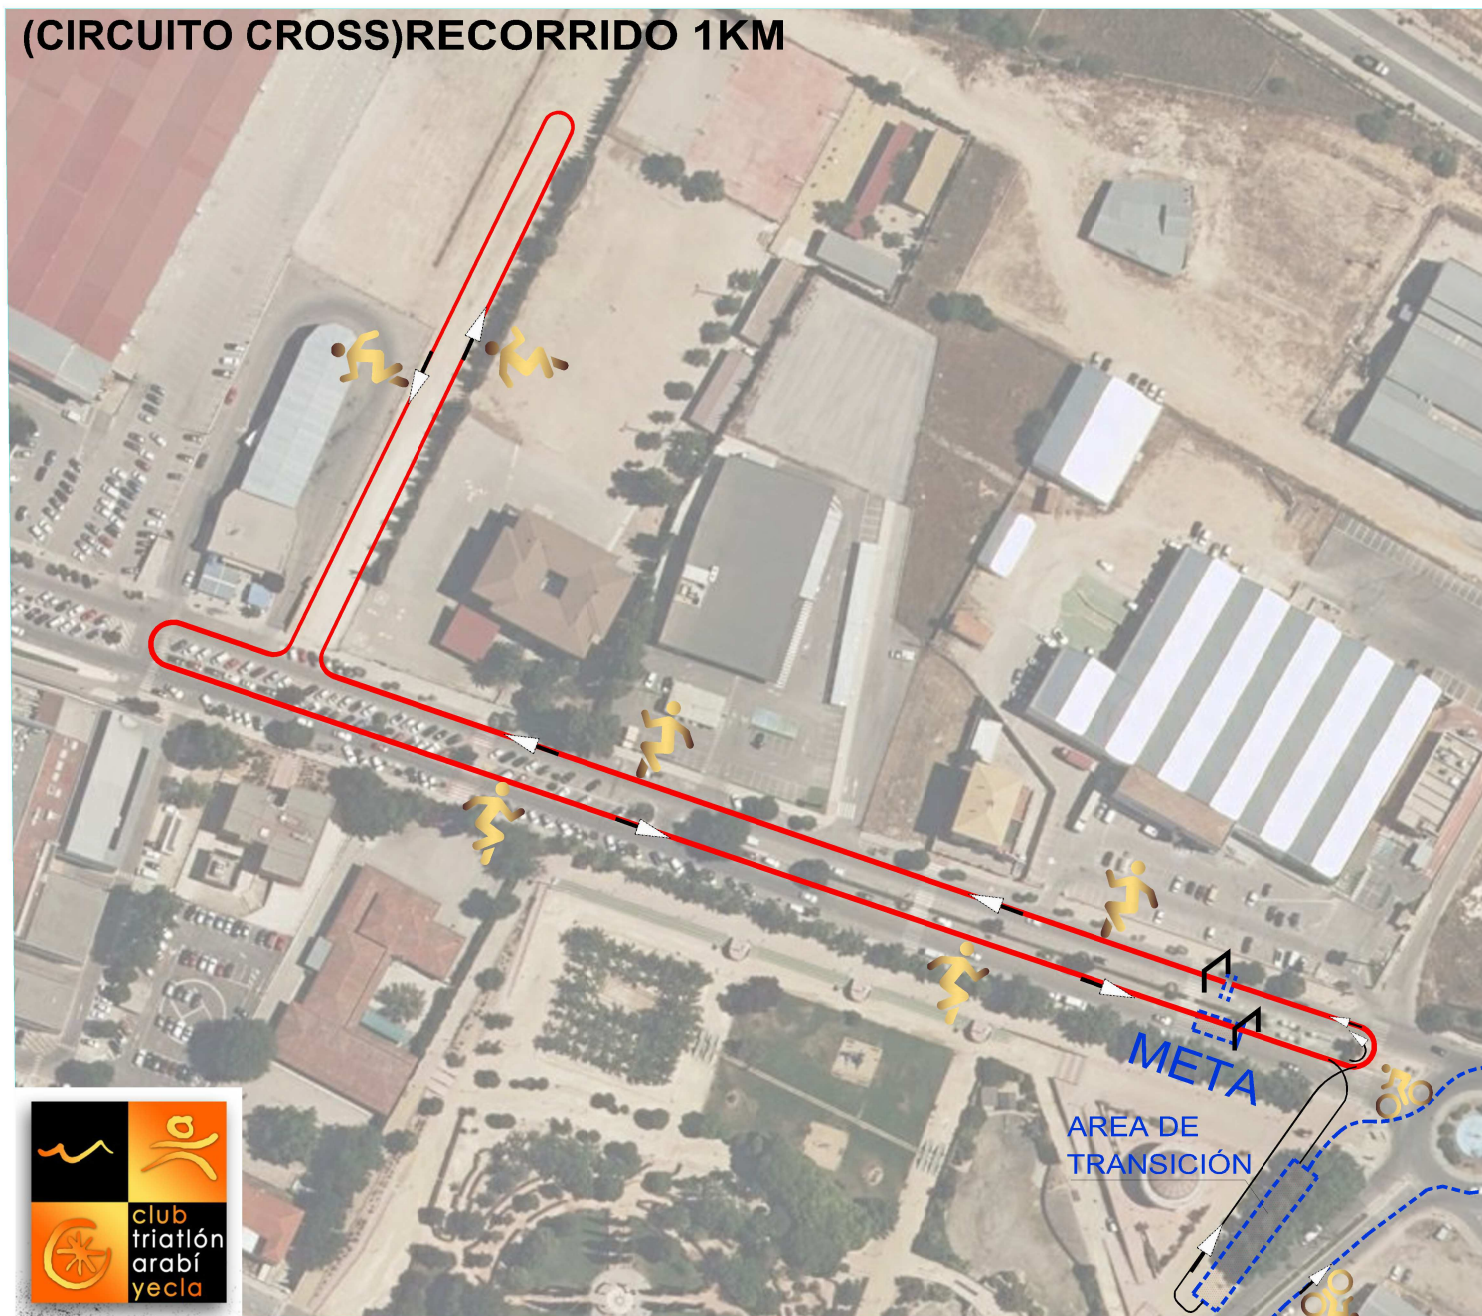 (CIRCUITO CROSS)RECORRIDO 1KM
META
AREA DE
TRANSICIÓN
club
triatlón
arabí
yecla